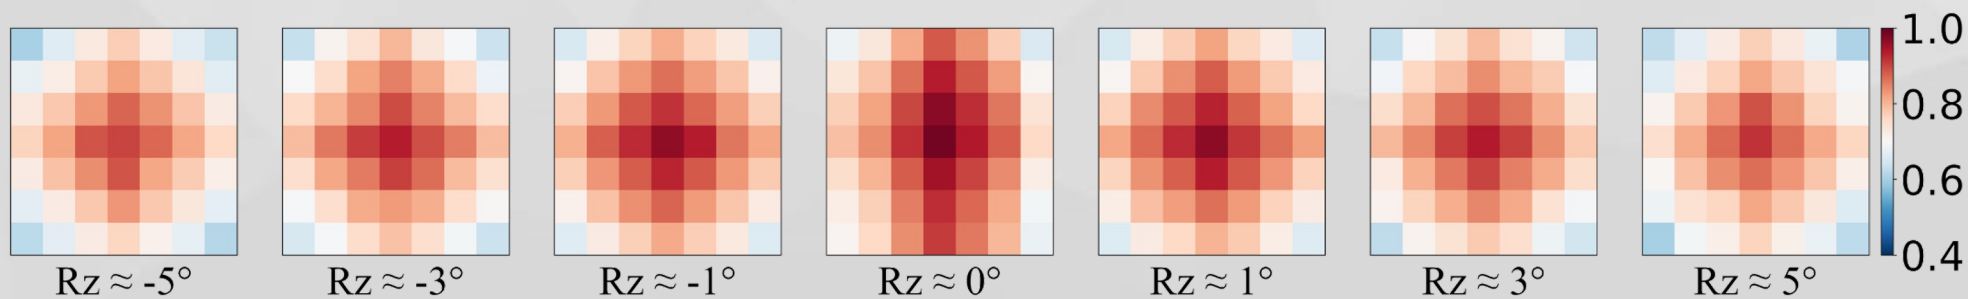 Rz ≈ -5°
Rz ≈ -3°
Rz ≈ -1°
Rz ≈ 0°
Rz ≈ 1°
Rz ≈ 3°
Rz ≈ 5°
1.0
0.8
0.6
0.4